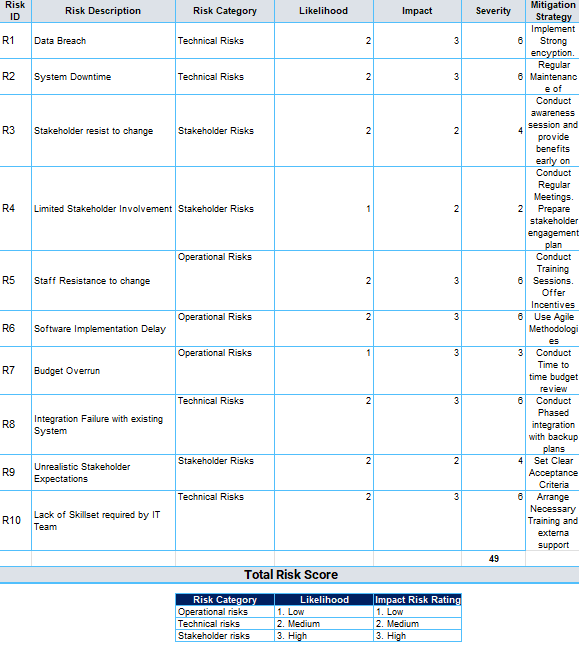 Risk ID Risk Description Risk Category Likelihood Impact Severity Mitigation Strategy
R1 Data Breach Technical Risks 2 3 6 Implement Strong encyption.
R2 System Downtime Technical Risks 2 3 6 Regular Maintenanc e of
R3 Stakeholder resist to change Stakeholder Risks 2 2 4 Conduct awareness session and provide benefits early on
R4 Limited Stakeholder Involvement Stakeholder Risks 1 2 2 Conduct Regular Meetings. Prepare stakeholder engagement plan
R5 Staff Resistance to change Operational Risks 2 3 6 Conduct Training Sessions. Offer Incentives
R6 Software Implementation Delay Operational Risks 2 3 6 Use Agile Methodologi es
R7 Budget Overrun Operational Risks 1 3 3 Conduct Time to time budget review
R8 Integration Failure with existing System Technical Risks 2 3 6 Conduct Phased integration with backup plans
R9 Unrealistic Stakeholder Expectations Stakeholder Risks 2 2 4 Set Clear Acceptance Criteria
R10 Lack of Skillset required by IT Team Technical Risks 2 3 6 Arrange Necessary Training and externa support
49
Total Risk Score
Risk Category Likelihood Impact Risk Rating
Operational risks 1. Low 1. Low
Technical risks 2. Medium 2. Medium
Stakeholder risks 3. High 3. High